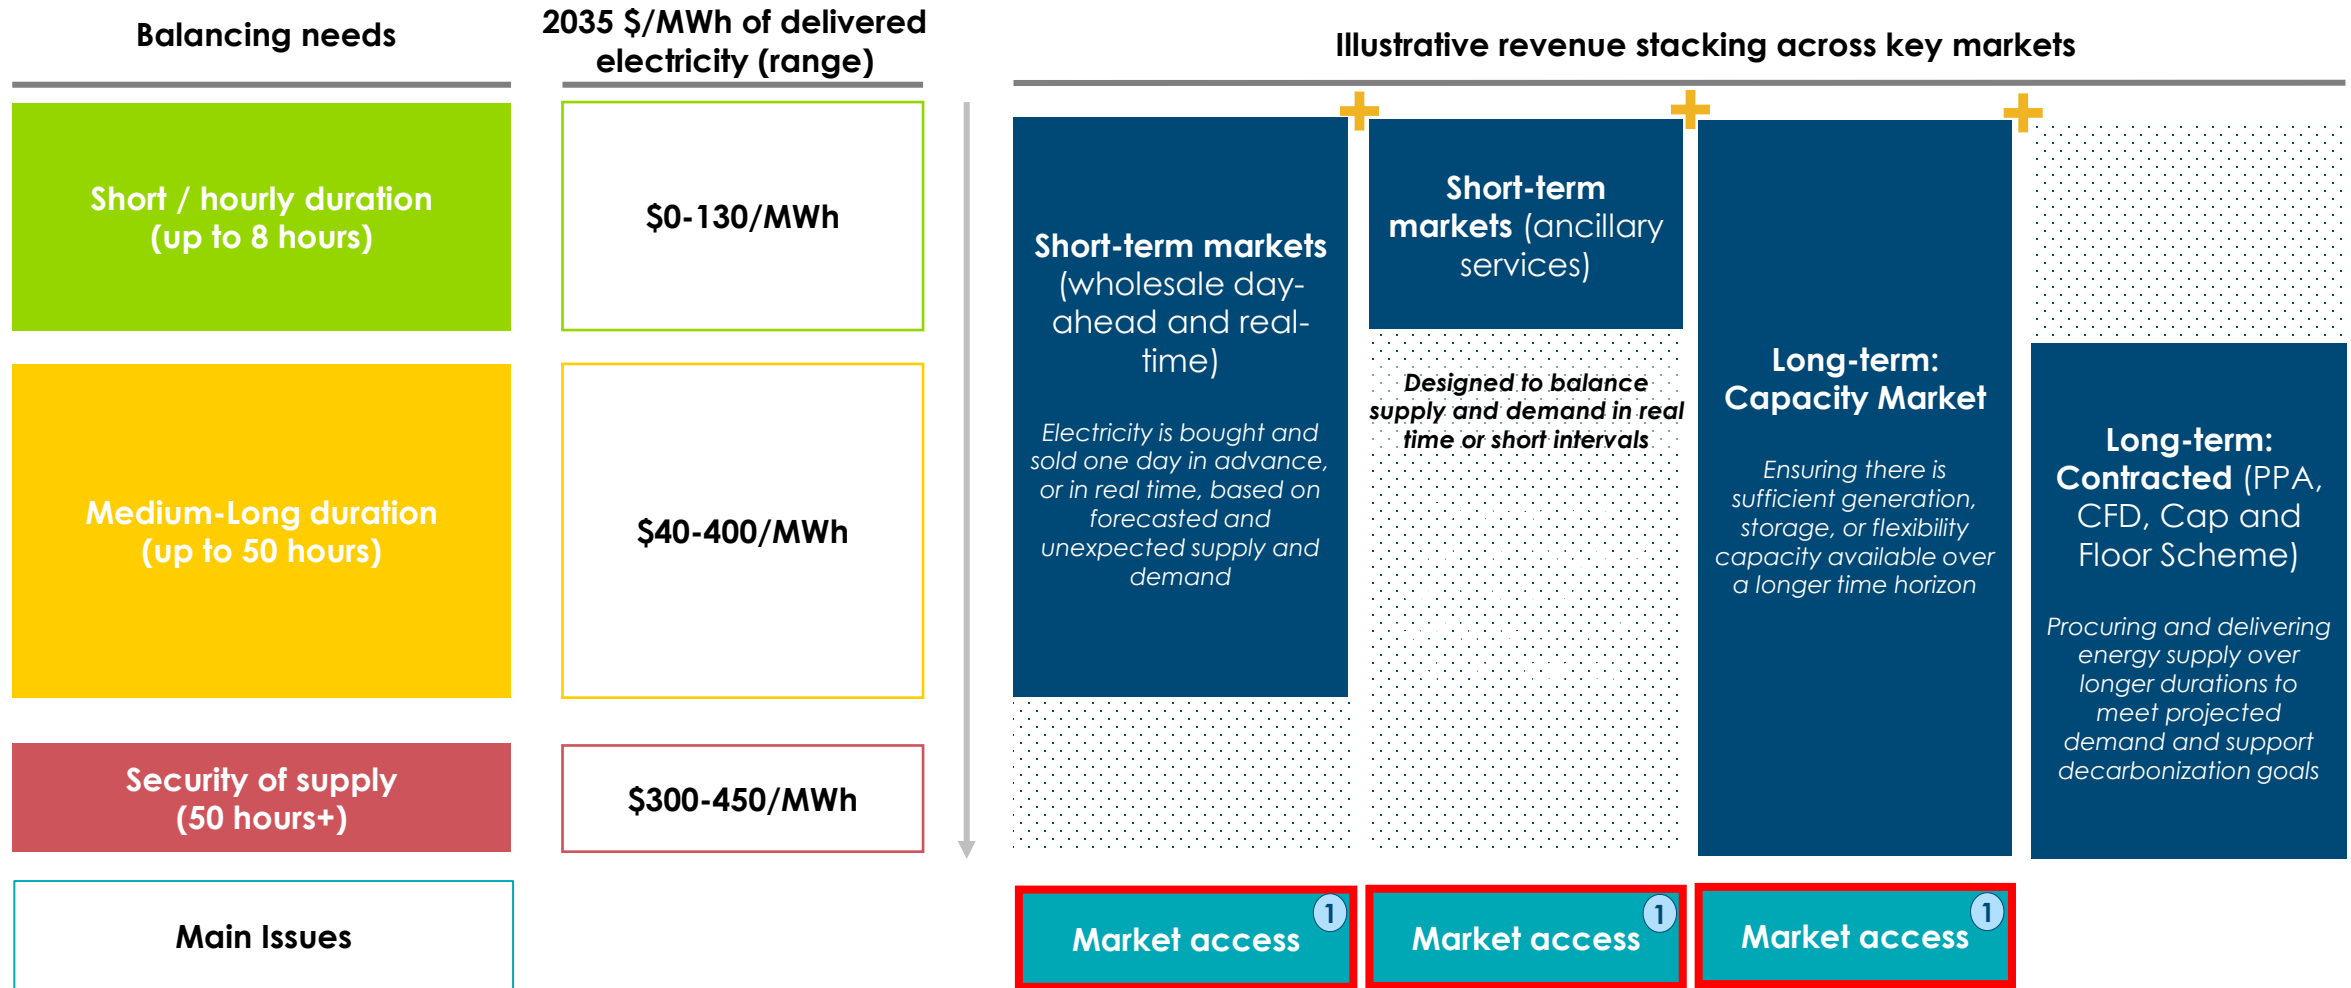 Balancing needs
2035 $/MWh of delivered
electricity (range)
Illustrative revenue stacking across key markets
Short / hourly duration
(up to 8 hours)
$0-130/MWh
Medium-Long duration
(up to 50 hours)
$40-400/MWh
Security of supply
(50 hours+)
$300-450/MWh
Short-term markets
(wholesale day-
ahead and real-
time)
Electricity is bought and
sold one day in advance,
or in real time, based on
forecasted and
unexpected supply and
demand
Short-term
markets (ancillary
services)
Designed to balance
supply and demand in real
time or short intervals
Long-term:
Capacity Market
Ensuring there is
sufficient generation,
storage, or flexibility
capacity available over
a longer time horizon
Long-term:
Contracted (PPA,
CFD, Cap and
Floor Scheme)
Procuring and delivering
energy supply over
longer durations to
meet projected
demand and support
decarbonization goals
Main Issues
Market access 1
Market access 1
Market access 1